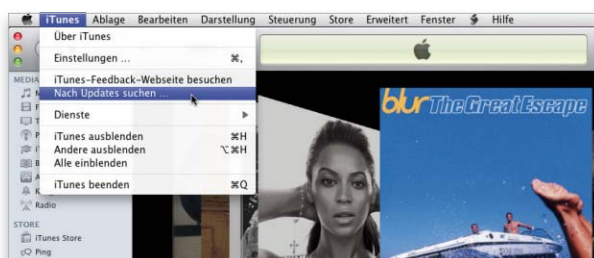 iTunes Ablage Bearbeiten Darstellung Steuerung Store Erweitert Fenster Hilfe
Über iTunes
Einstellungen ... ⌘,
iTunes-Feedback-Webseite besuchen
Nach Updates suchen ...
Dienste
iTunes ausblenden ⌘H
Andere ausblenden ⌥⌘H
Alle einblenden
iTunes beenden ⌘Q
MEDIA
Radio
STORE
iTunes Store
Ping
blur The Great Escape